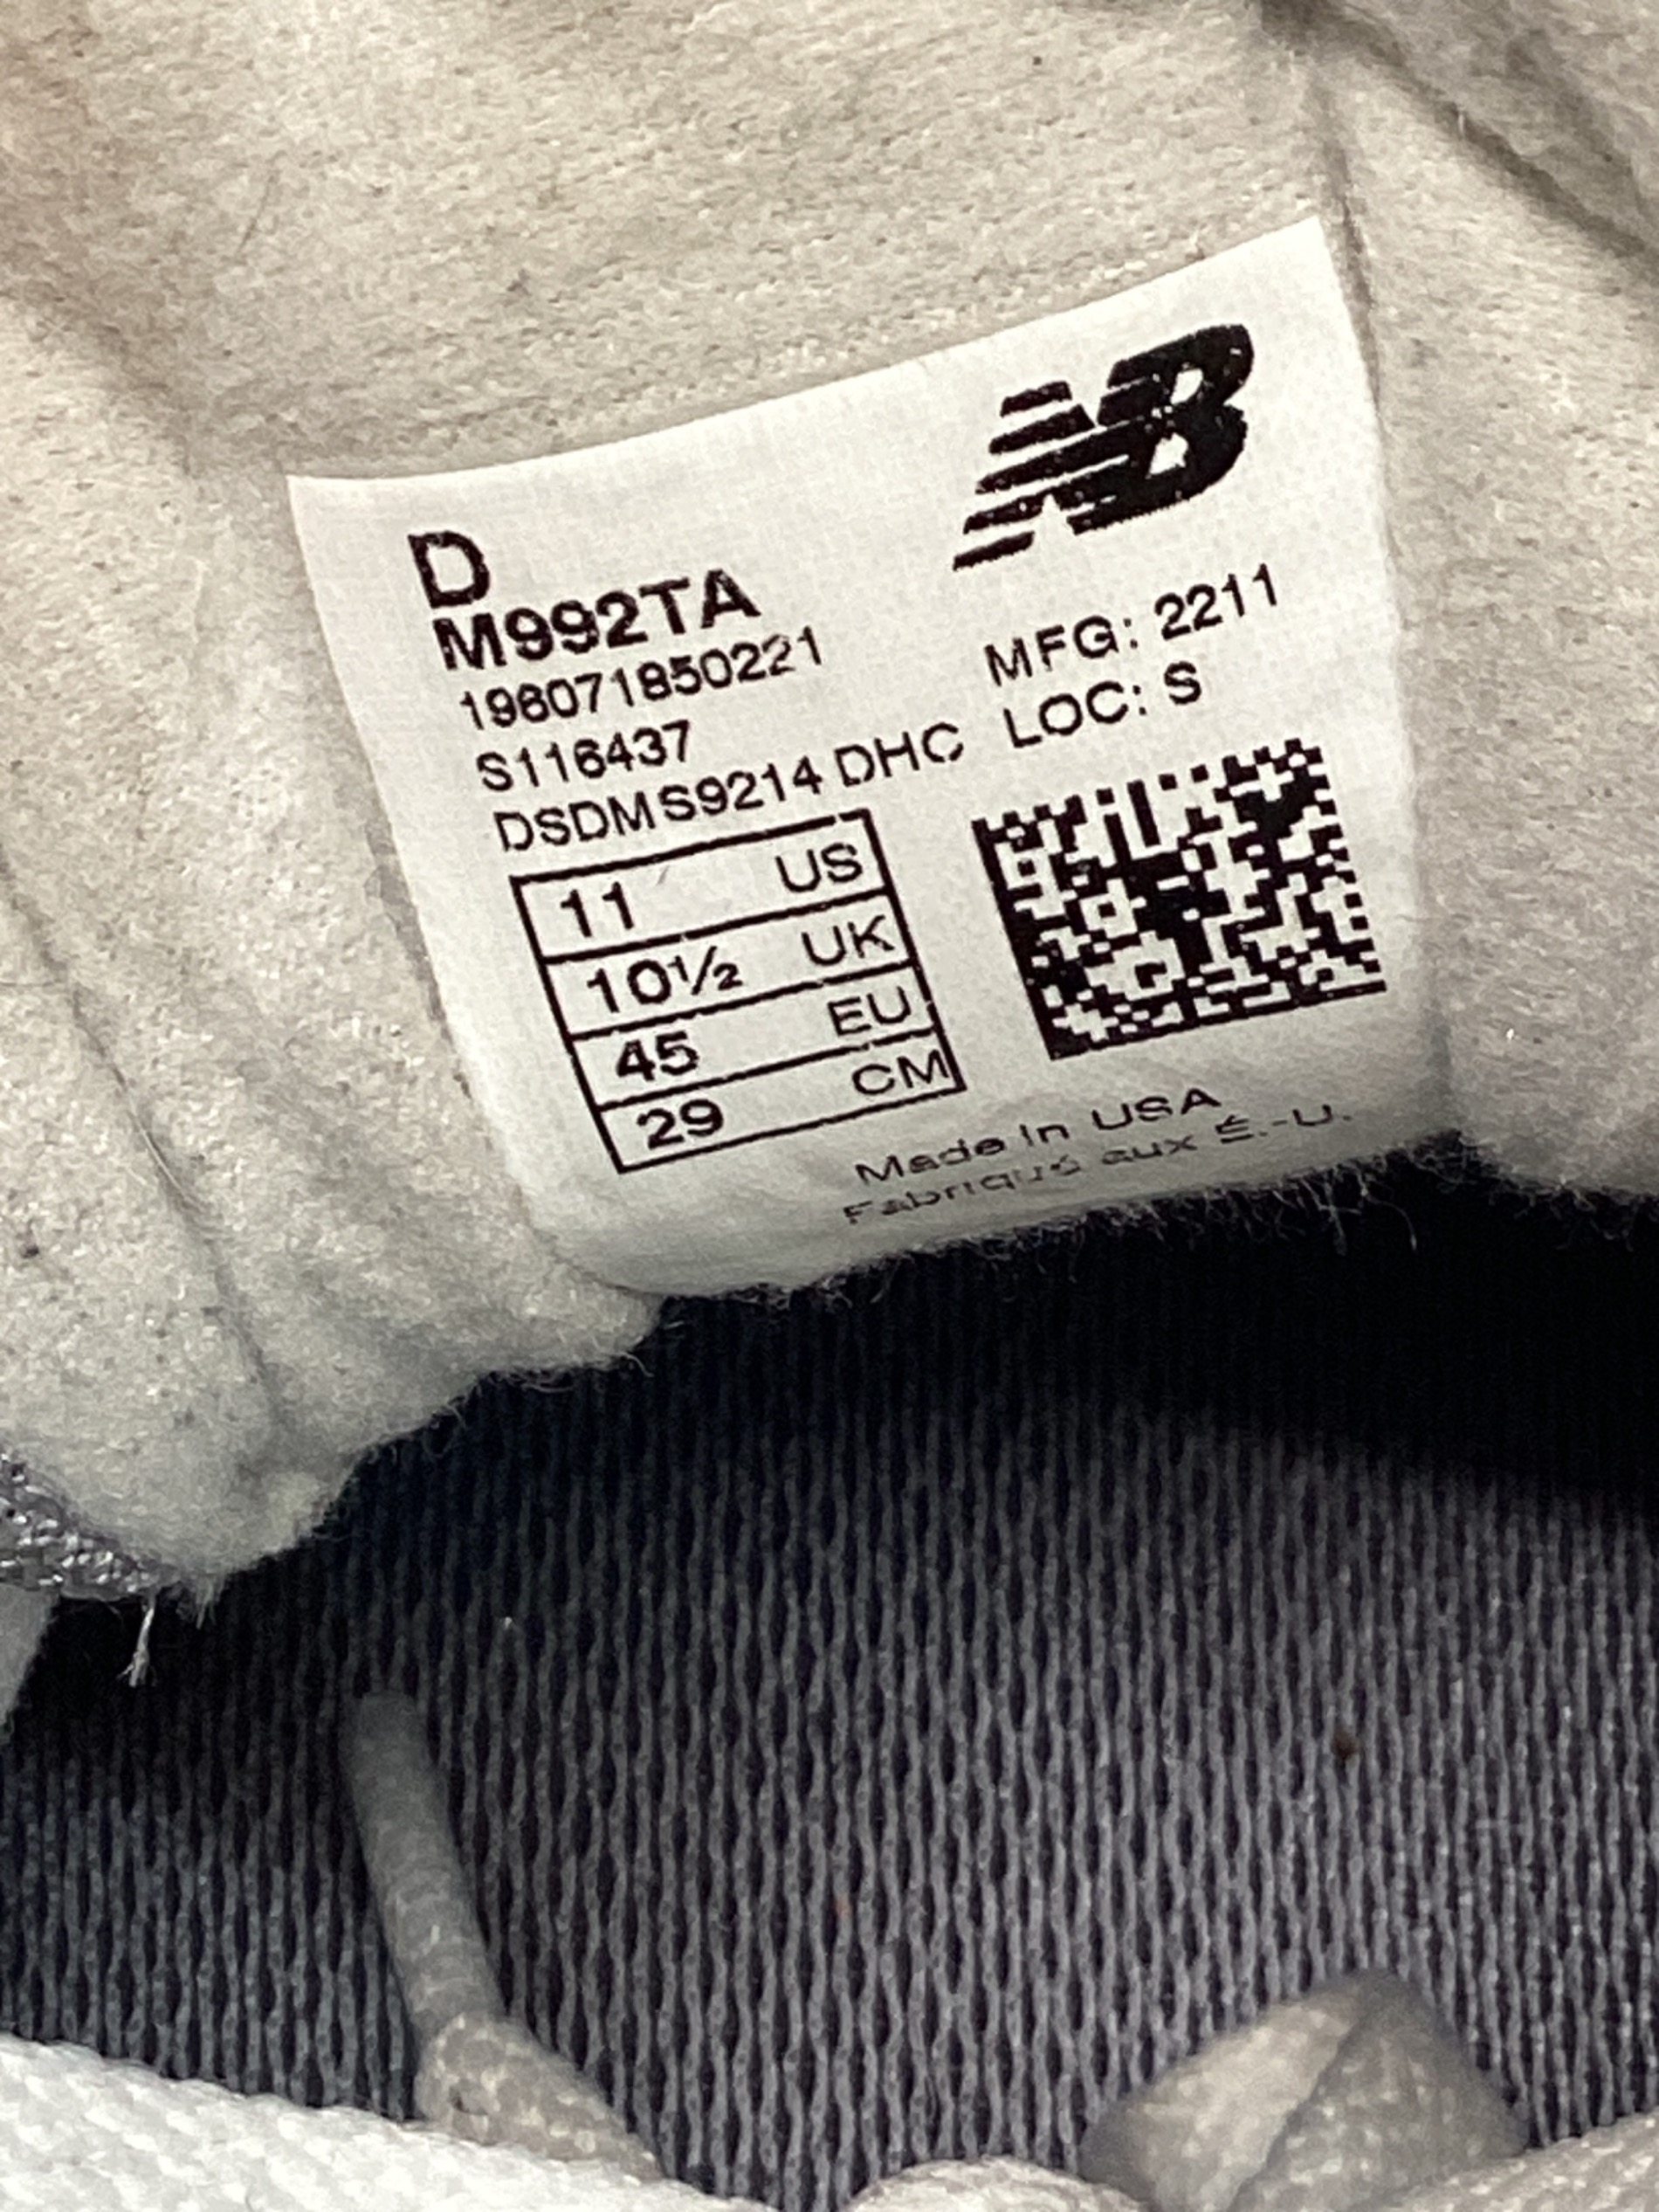 NB
D
M992TA
196071850221
S116437
DSDMS9214 DHC
MFG: 2211
LOC: S
11 US
10½ UK
45 EU
29 CM
Made in USA
Fabriqué aux É.-U.